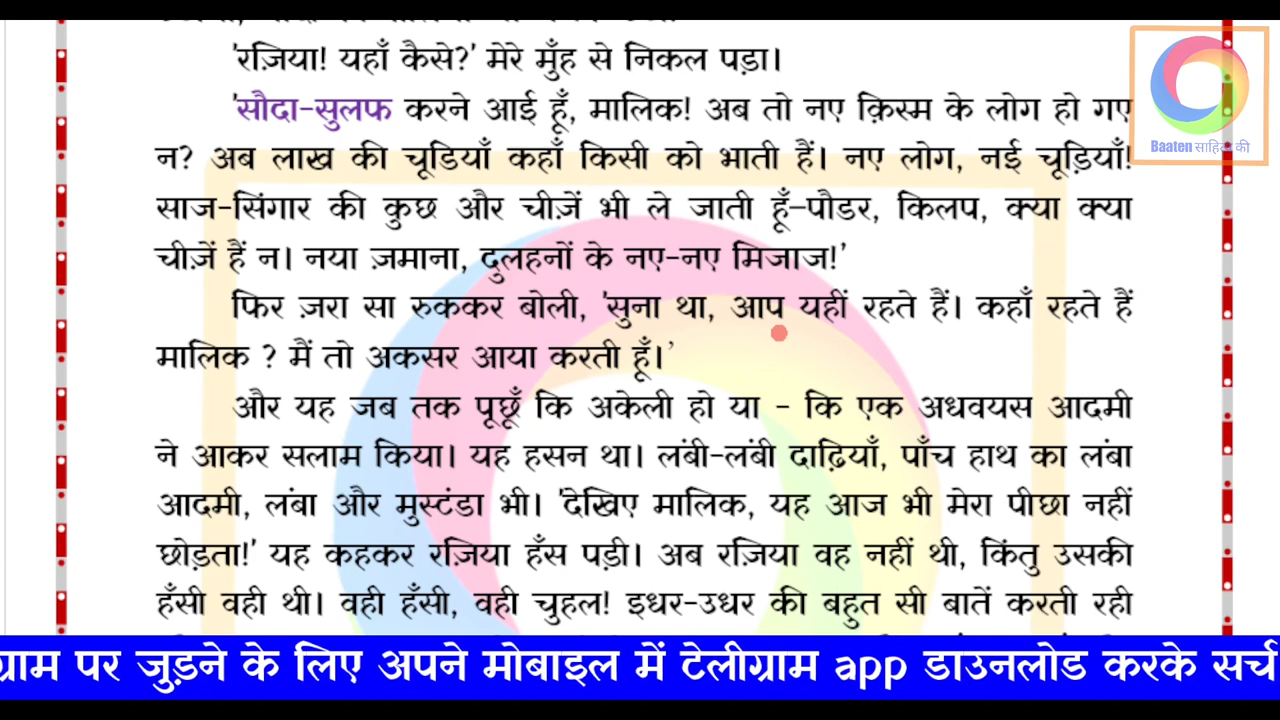 'रज़िया! यहाँ कैसे?' मेरे मुँह से निकल पड़ा।
'सौदा-सुलफ करने आई हूँ, मालिक! अब तो नए क़िस्म के लोग हो गए
न? अब लाख की चूडियाँ कहाँ किसी को भाती हैं। नए लोग, नई चूड़ियाँ!
साज-सिंगार की कुछ और चीज़ें भी ले जाती हूँ-पौडर, किलप, क्या क्या
चीज़ें हैं न। नया ज़माना, दुलहनों के नए-नए मिजाज!'
फिर ज़रा सा रुककर बोली, 'सुना था, आप यहीं रहते हैं। कहाँ रहते हैं
मालिक ? मैं तो अकसर आया करती हूँ।'
और यह जब तक पूछूँ कि अकेली हो या - कि एक अधवयस आदमी
ने आकर सलाम किया। यह हसन था। लंबी-लंबी दाढ़ियाँ, पाँच हाथ का लंबा
आदमी, लंबा और मुस्टंडा भी। 'देखिए मालिक, यह आज भी मेरा पीछा नहीं
छोड़ता!' यह कहकर रज़िया हँस पड़ी। अब रज़िया वह नहीं थी, किंतु उसकी
हँसी वही थी। वही हँसी, वही चुहल! इधर-उधर की बहुत सी बातें करती रही
ग्राम पर जुड़ने के लिए अपने मोबाइल में टेलीग्राम app डाउनलोड करके सर्च
Baaten साहित्य की